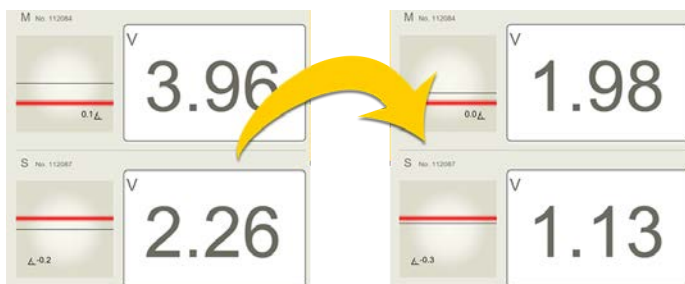 M No. 112084
V
3.96
0.1∡
S No. 112087
V
2.26
∡-0.2
M No. 112084
V
1.98
0.0∡
S No. 112087
V
1.13
∡-0.3